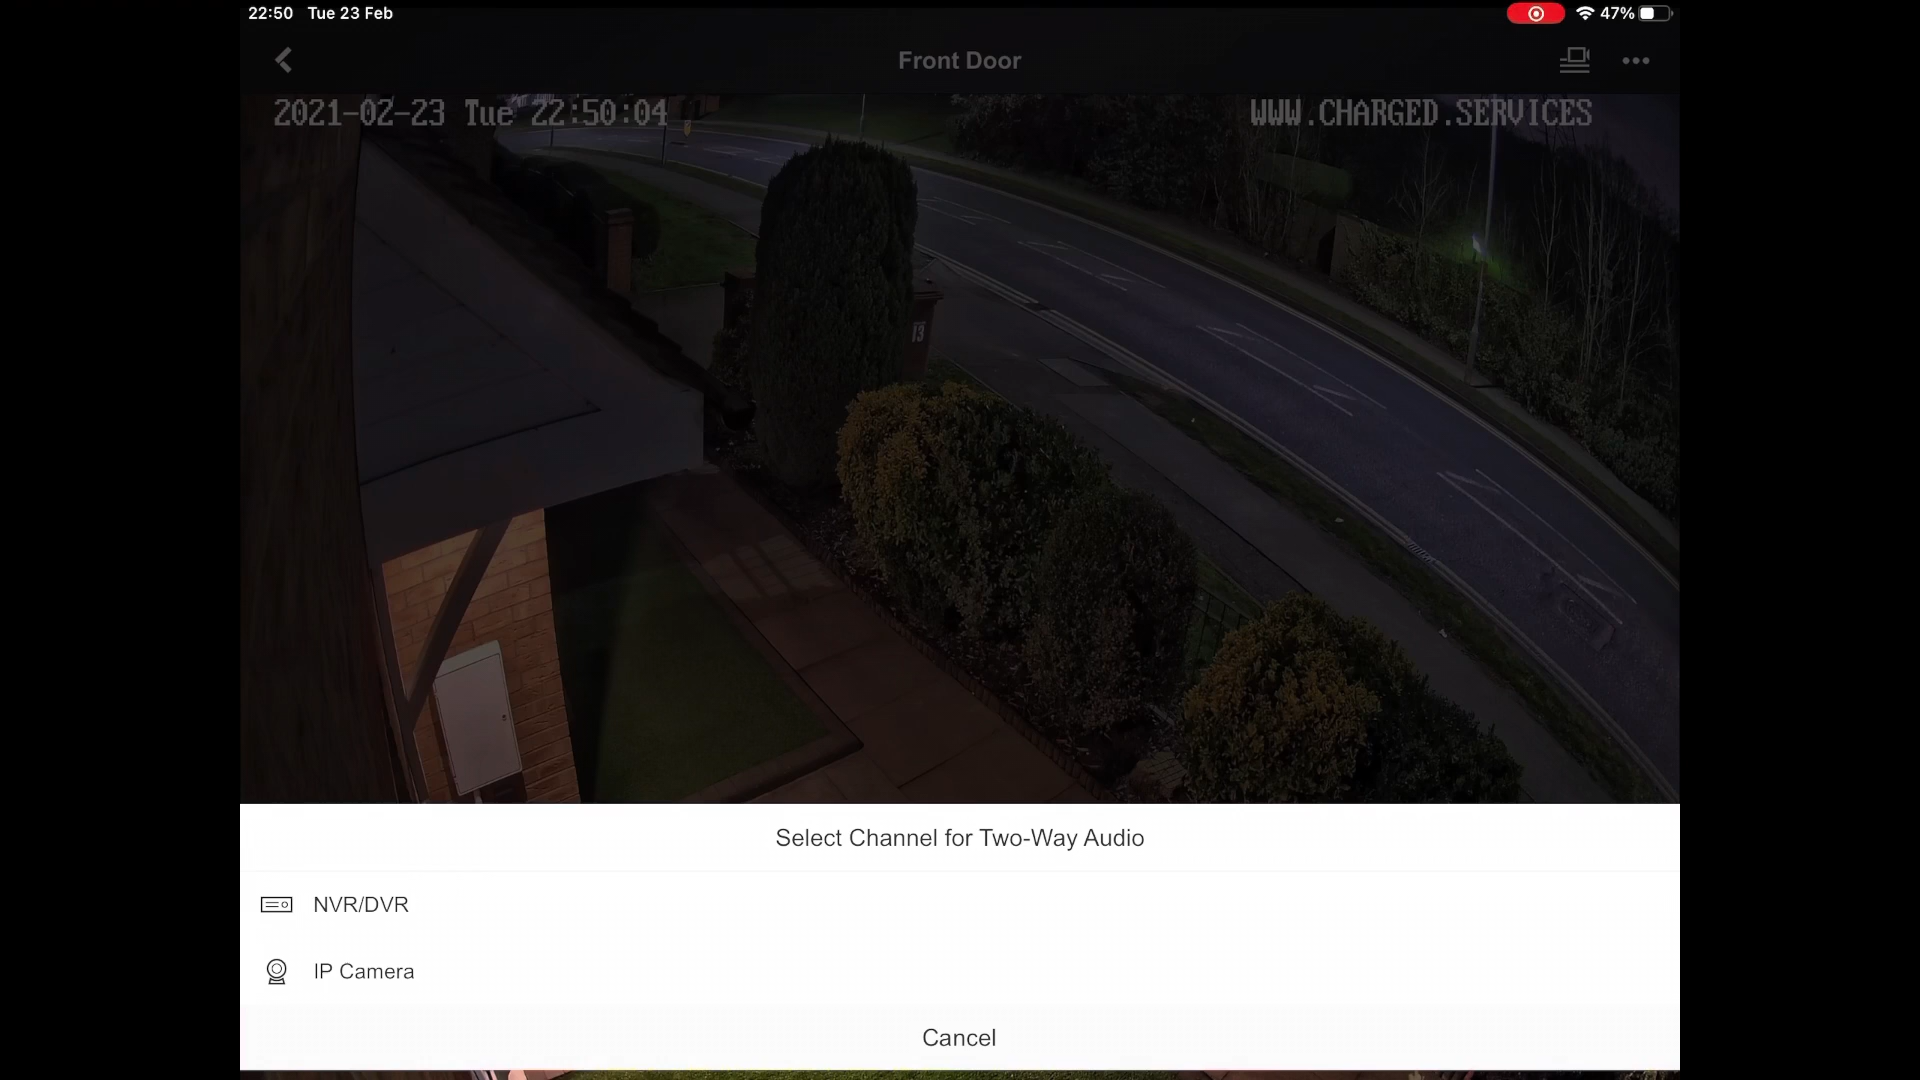 22:50 Tue 23 Feb
47%
Front Door
2021-02-23 Tue 22:50:04
WWW.CHARGED.SERVICES
13
Select Channel for Two-Way Audio
NVR/DVR
IP Camera
Cancel